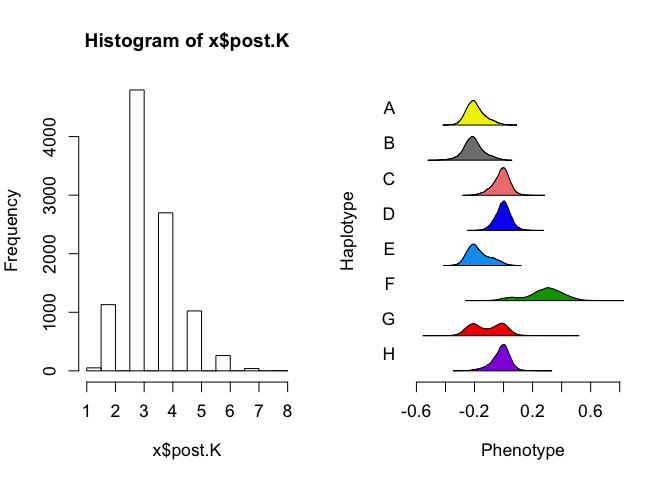 Histogram of x$post.K
Frequency
0
1000
2000
3000
4000
1 2 3 4 5 6 7 8
x$post.K
Haplotype
A
B
C
D
E
F
G
H
-0.6 -0.2 0.2 0.6
Phenotype